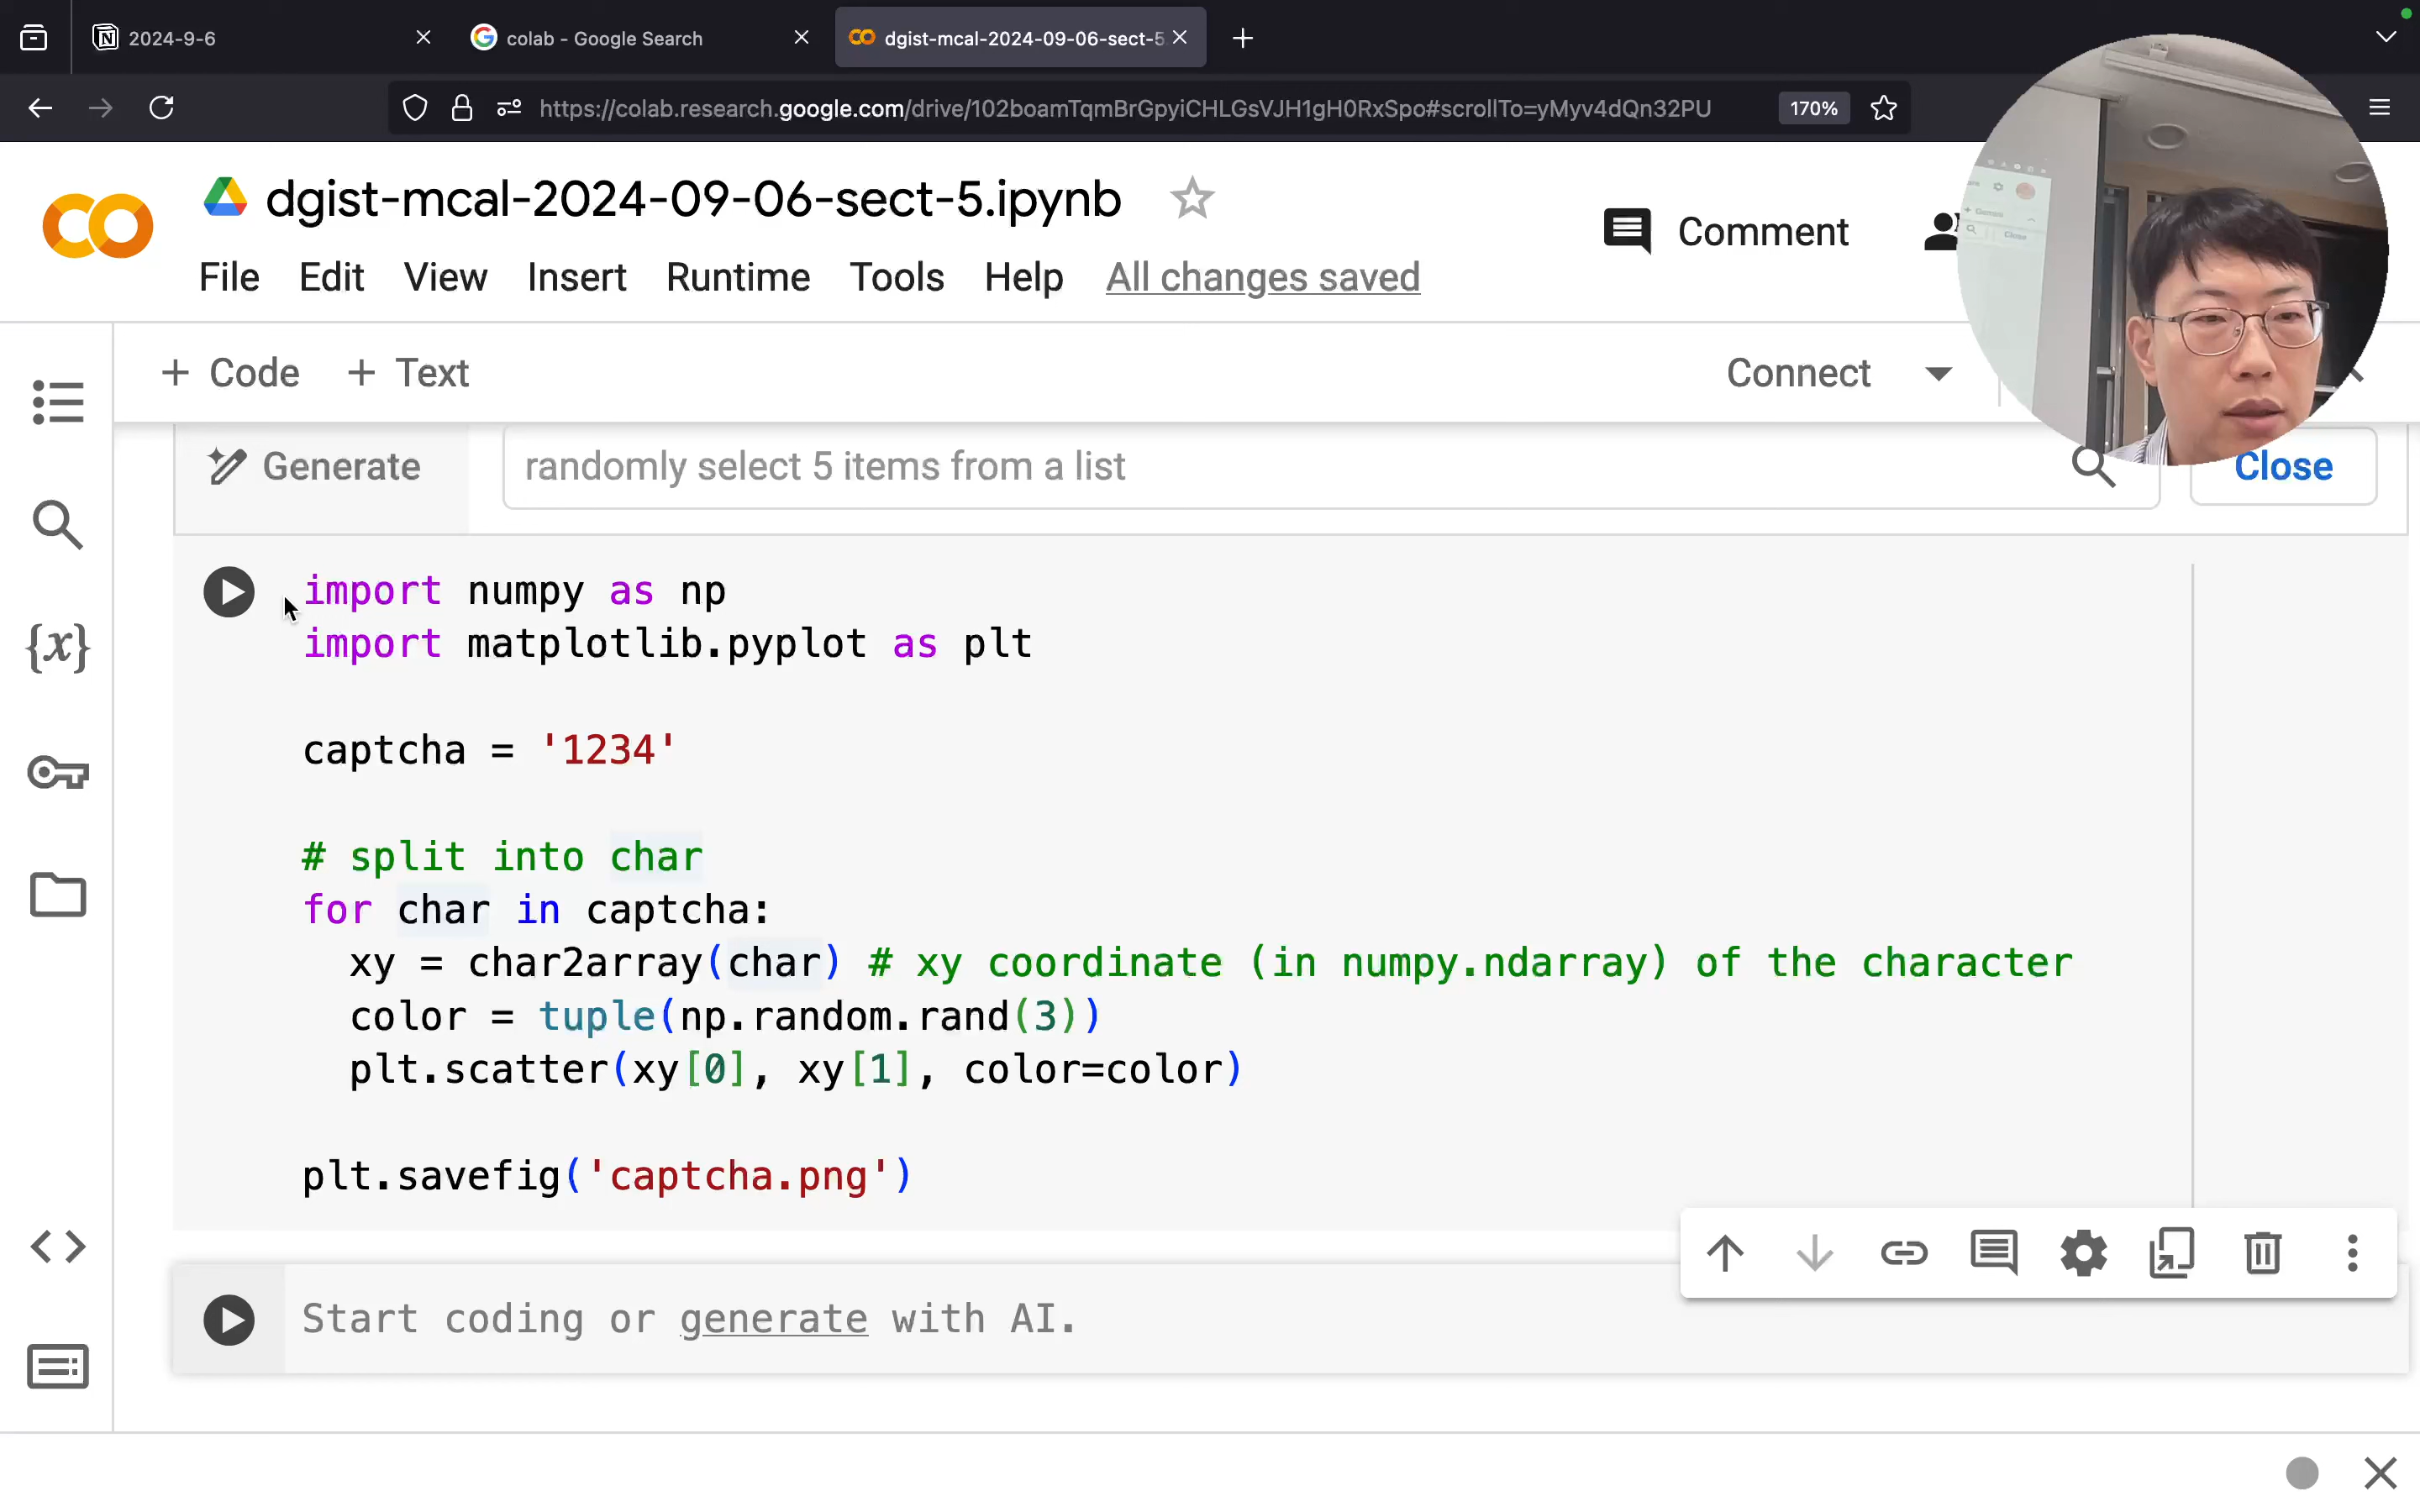 2024-9-6
colab - Google Search
dgist-mcal-2024-09-06-sect-5
https://colab.research.google.com/drive/102boamTqmBrGpyiCHLGsVJH1gH0RxSpo#scrollTo=yMyv4dQn32PU
170%
dgist-mcal-2024-09-06-sect-5.ipynb
Comment
File Edit View Insert Runtime Tools Help All changes saved
+ Code + Text
Connect
Generate
randomly select 5 items from a list
Close
{x}
import numpy as np
import matplotlib.pyplot as plt
captcha = '1234'
# split into char
for char in captcha:
xy = char2array(char) # xy coordinate (in numpy.ndarray) of the character
color = tuple(np.random.rand(3))
plt.scatter(xy[0], xy[1], color=color)
plt.savefig('captcha.png')
Start coding or generate with AI.